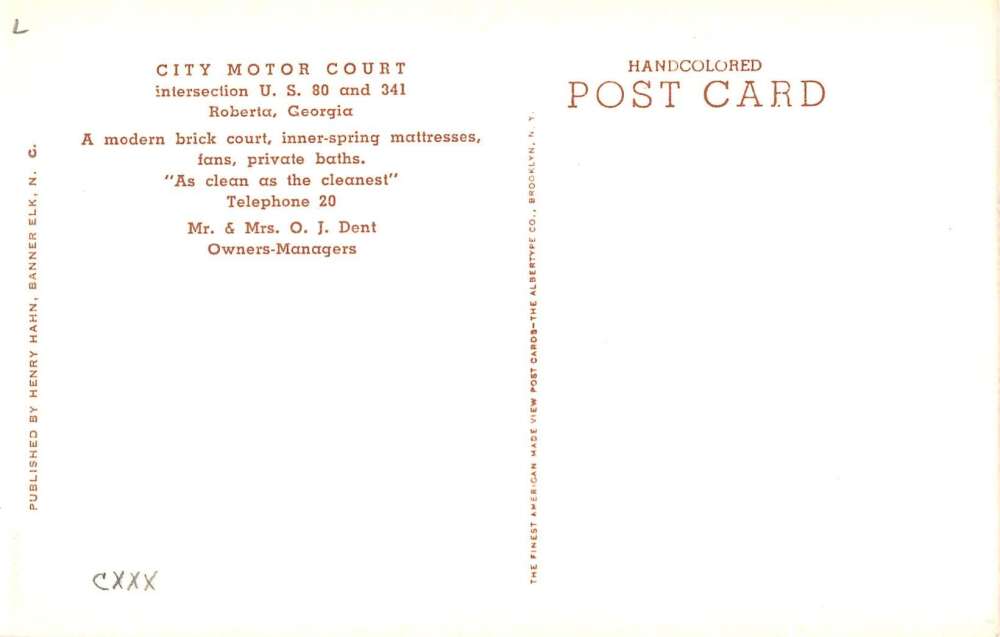 L
CITY MOTOR COURT
intersection U. S. 80 and 341
Roberta, Georgia
A modern brick court, inner-spring mattresses,
fans, private baths.
"As clean as the cleanest"
Telephone 20
Mr. & Mrs. O. J. Dent
Owners-Managers
PUBLISHED BY HENRY HAHN, BANNER ELK, N. C.
CXXX
THE FINEST AMERICAN MADE VIEW POST CARDS—THE ALBERTYPE CO., BROOKLYN, N. Y.
HANDCOLORED
POST CARD